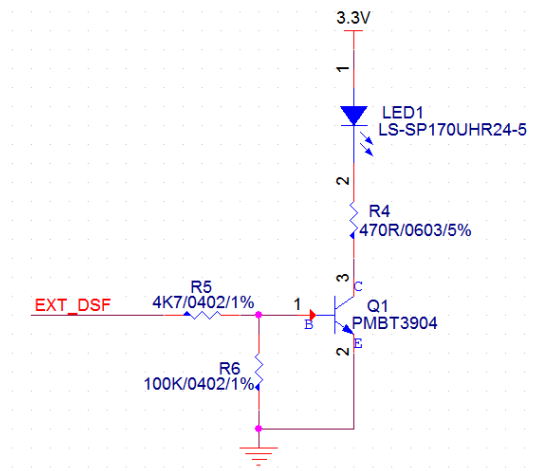 3.3V
1
LED1
LS-SP170UHR24-5
2
R4
470R/0603/5%
3
C
R5
4K7/0402/1%
EXT_DSF
1
B
Q1
PMBT3904
E
2
R6
100K/0402/1%